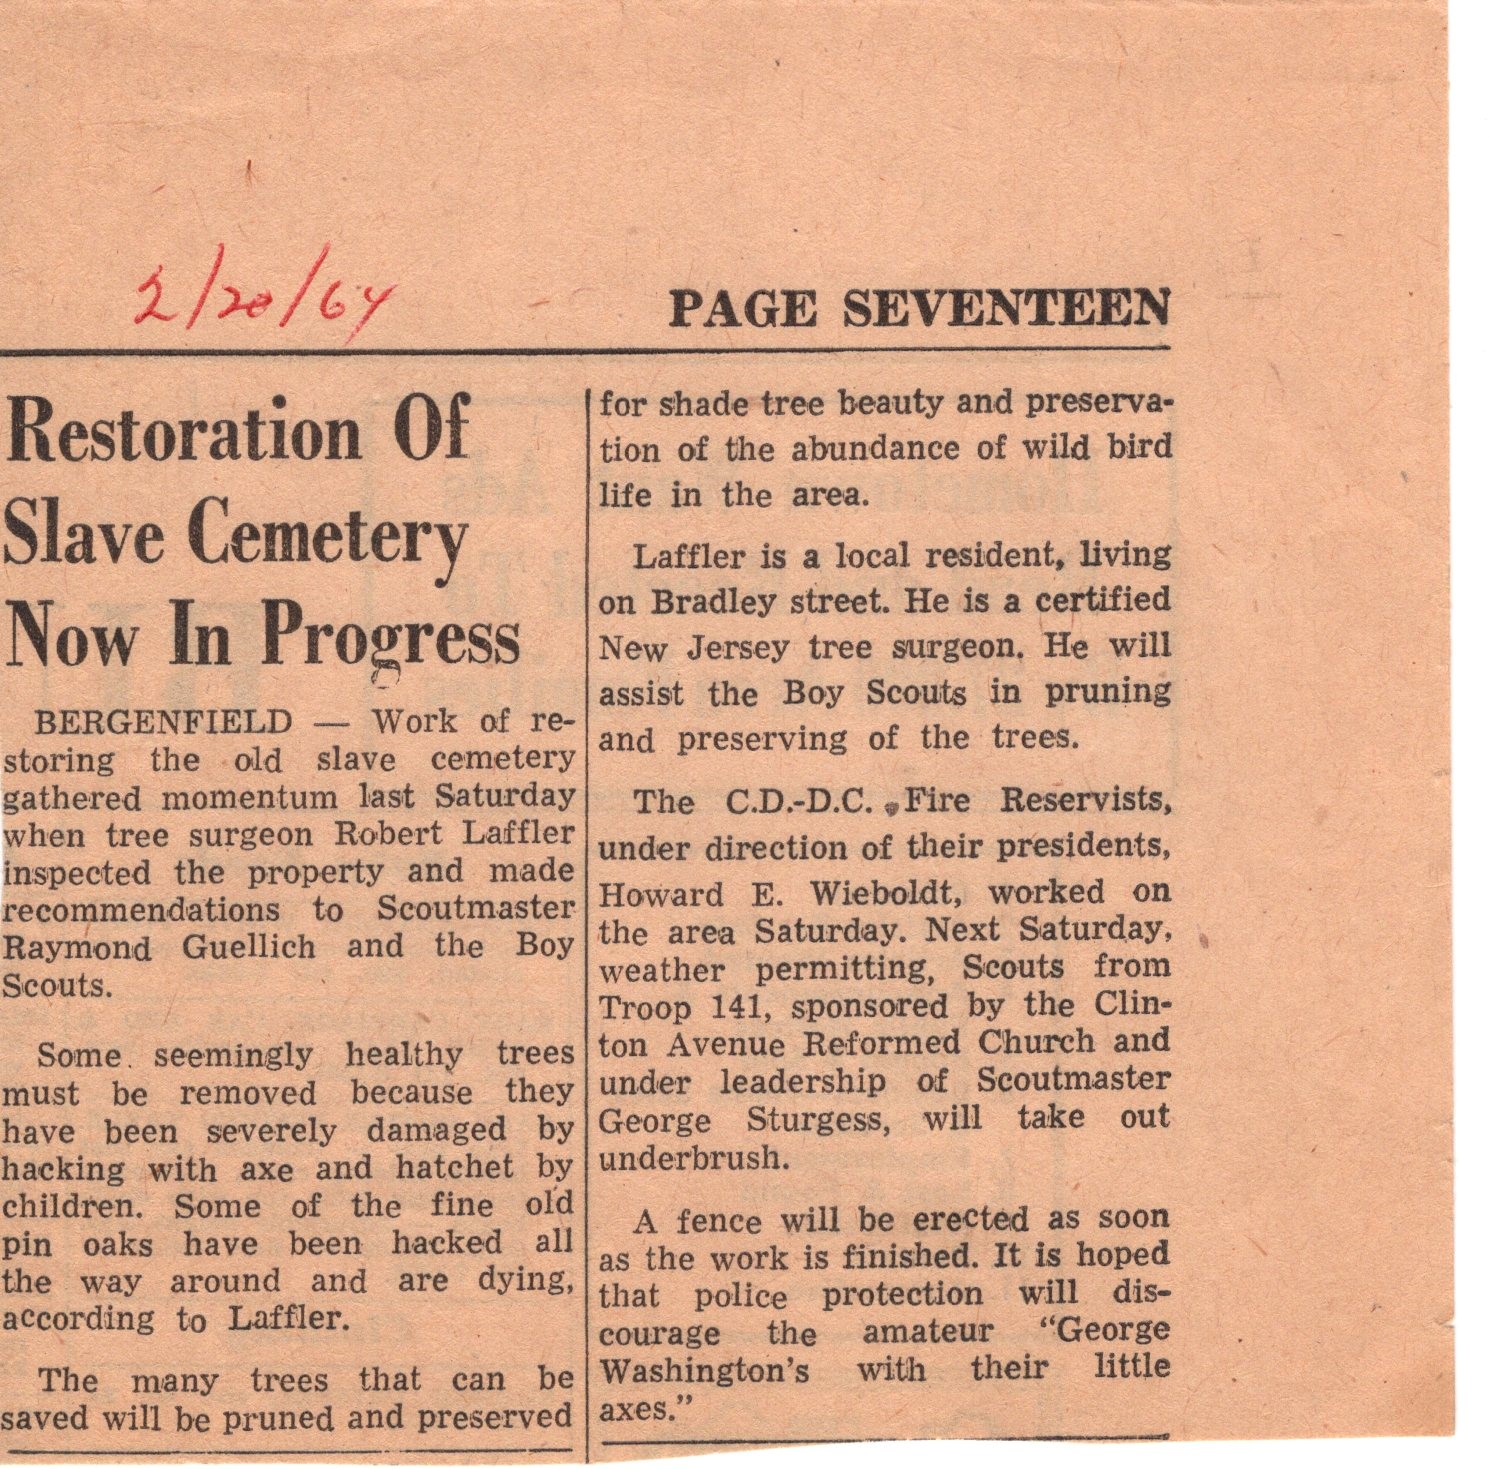 2/20/64
PAGE SEVENTEEN
Restoration Of
Slave Cemetery
Now In Progress
BERGENFIELD — Work of re-
storing the old slave cemetery
gathered momentum last Saturday
when tree surgeon Robert Laffler
inspected the property and made
recommendations to Scoutmaster
Raymond Guellich and the Boy
Scouts.
Some seemingly healthy trees
must be removed because they
have been severely damaged by
hacking with axe and hatchet by
children. Some of the fine old
pin oaks have been hacked all
the way around and are dying,
according to Laffler.
The many trees that can be
saved will be pruned and preserved
for shade tree beauty and preserva-
tion of the abundance of wild bird
life in the area.
Laffler is a local resident, living
on Bradley street. He is a certified
New Jersey tree surgeon. He will
assist the Boy Scouts in pruning
and preserving of the trees.
The C.D.-D.C. Fire Reservists,
under direction of their presidents,
Howard E. Wieboldt, worked on
the area Saturday. Next Saturday,
weather permitting, Scouts from
Troop 141, sponsored by the Clin-
ton Avenue Reformed Church and
under leadership of Scoutmaster
George Sturgess, will take out
underbrush.
A fence will be erected as soon
as the work is finished. It is hoped
that police protection will dis-
courage the amateur “George
Washington's with their little
axes.”